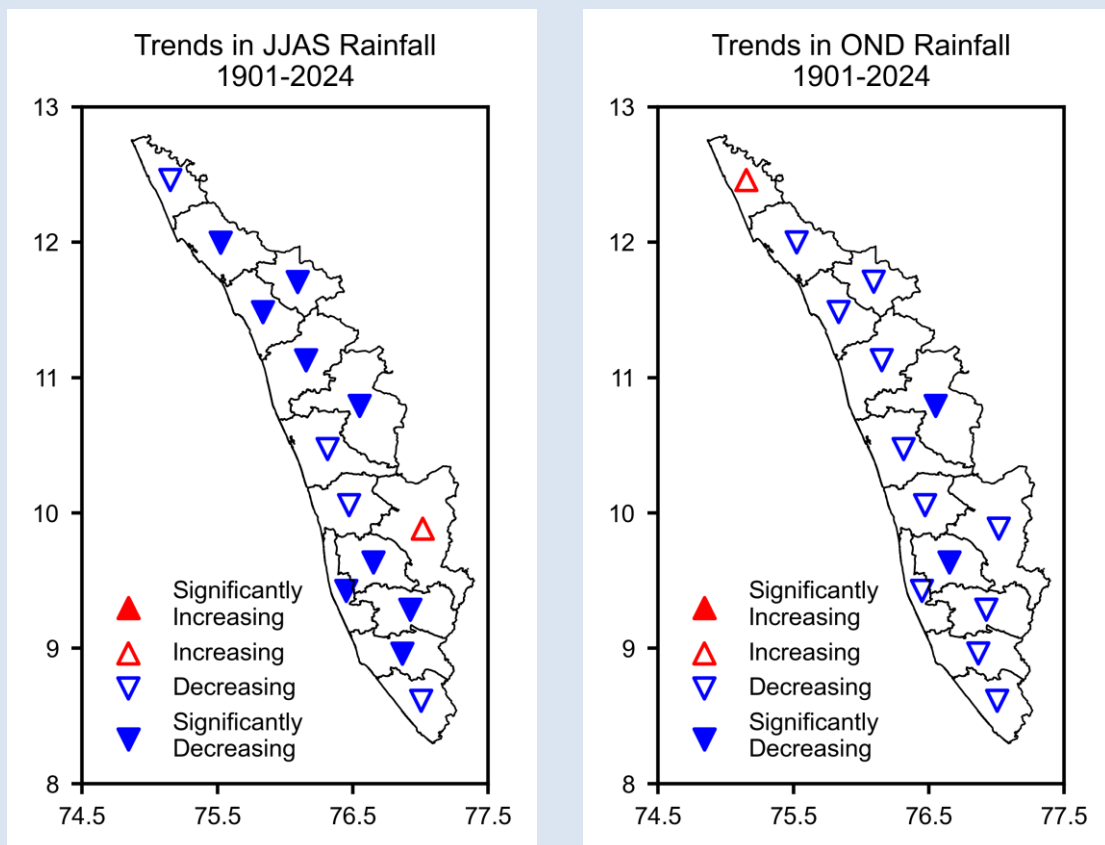 Trends in JJAS Rainfall
1901-2024
13
12
11
10
9
8
74.5 75.5 76.5 77.5
Significantly
Increasing
Increasing
Decreasing
Significantly
Decreasing
Trends in OND Rainfall
1901-2024
13
12
11
10
9
8
74.5 75.5 76.5 77.5
Significantly
Increasing
Increasing
Decreasing
Significantly
Decreasing